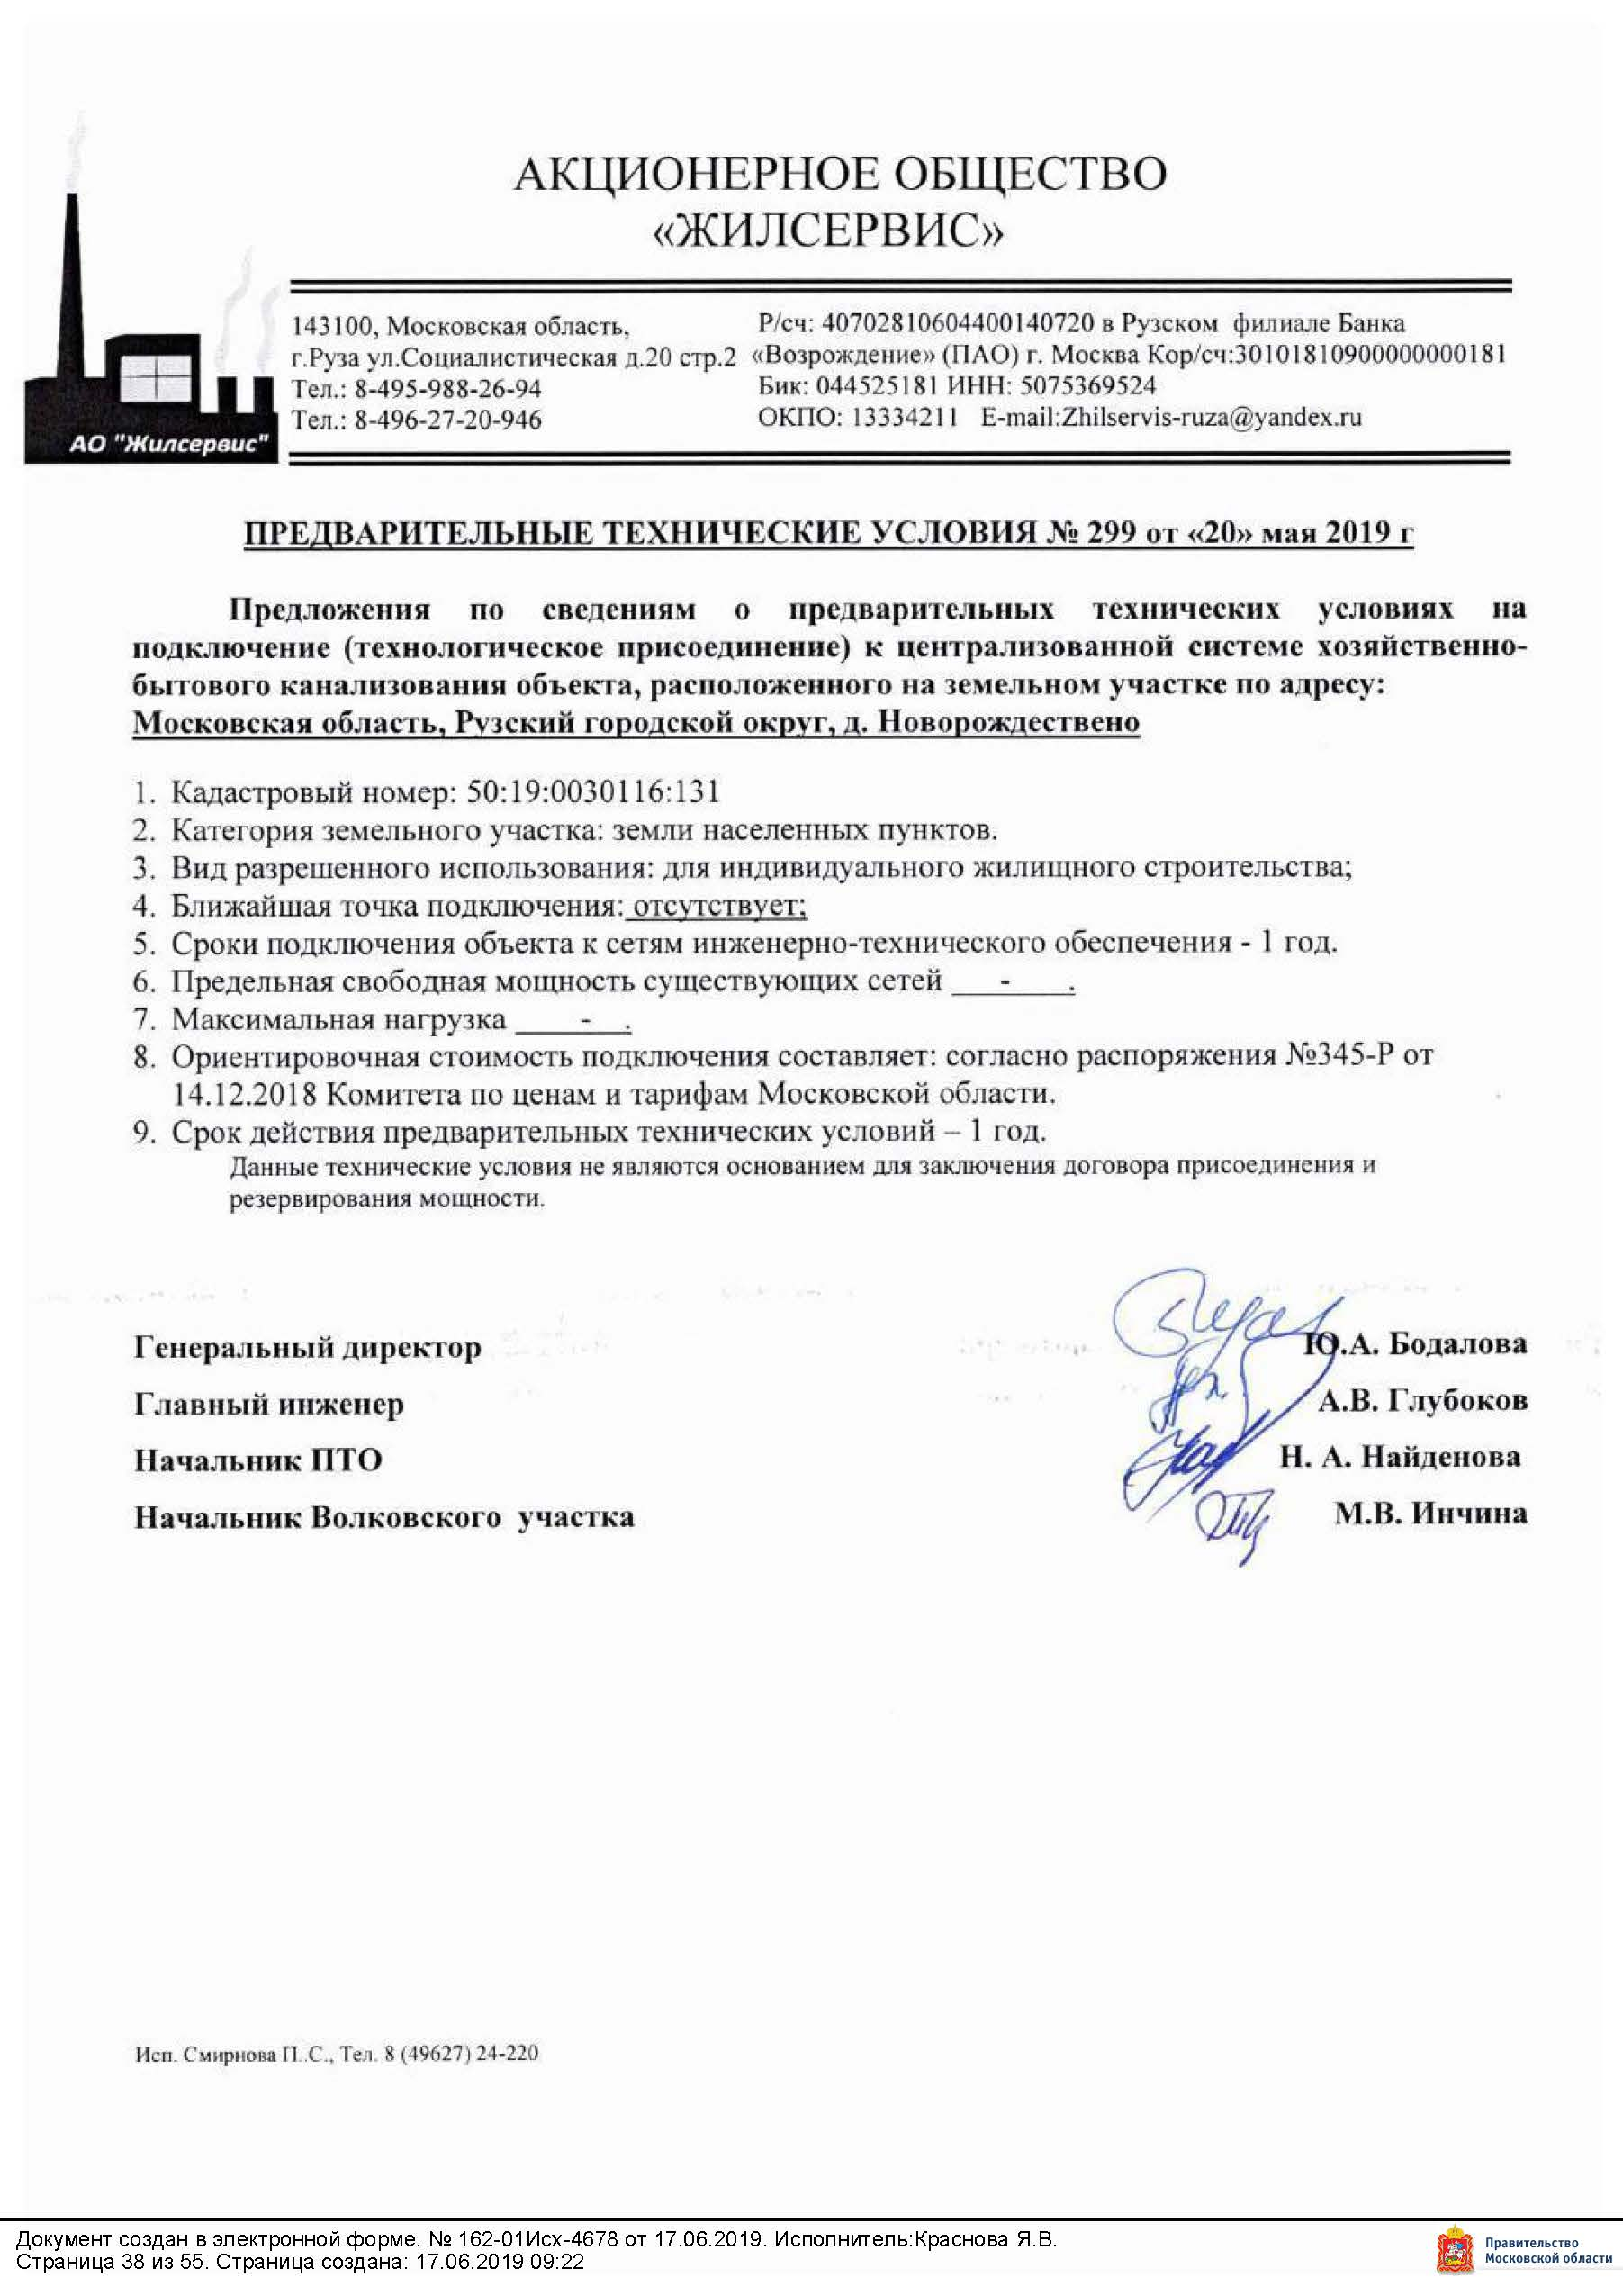 АКЦИОНЕРНОЕ ОБЩЕСТВО
«ЖИЛСЕРВИС»
143100, Московская область,
г.Руза ул.Социалистическая д.20 стр.2
Тел.: 8-495-988-26-94
Тел.: 8-496-27-20-946
Р/сч: 40702810604400140720 в Рузском филиале Банка
«Возрождение» (ПАО) г. Москва Кор/сч:30101810900000000181
Бик: 044525181 ИНН: 5075369524
ОКПО: 13334211 E-mail:Zhilservis-ruza@yandex.ru
АО "Жилсервис"
ПРЕДВАРИТЕЛЬНЫЕ ТЕХНИЧЕСКИЕ УСЛОВИЯ № 299 от «20» мая 2019 г
Предложения по сведениям о предварительных технических условиях на
подключение (технологическое присоединение) к централизованной системе хозяйственно-
бытового канализования объекта, расположенного на земельном участке по адресу:
Московская область, Рузский городской округ, д. Новорождествено
1. Кадастровый номер: 50:19:0030116:131
2. Категория земельного участка: земли населенных пунктов.
3. Вид разрешенного использования: для индивидуального жилищного строительства;
4. Ближайшая точка подключения: отсутствует;
5. Сроки подключения объекта к сетям инженерно-технического обеспечения - 1 год.
6. Предельная свободная мощность существующих сетей ___-____.
7. Максимальная нагрузка ____-__.
8. Ориентировочная стоимость подключения составляет: согласно распоряжения №345-Р от
14.12.2018 Комитета по ценам и тарифам Московской области.
9. Срок действия предварительных технических условий – 1 год.
Данные технические условия не являются основанием для заключения договора присоединения и
резервирования мощности.
Генеральный директор Ю.А. Бодалова
Главный инженер А.В. Глубоков
Начальник ПТО Н. А. Найденова
Начальник Волковского участка М.В. Инчина
Исп. Смирнова П..С., Тел. 8 (49627) 24-220
Документ создан в электронной форме. № 162-01Исх-4678 от 17.06.2019. Исполнитель:Краснова Я.В.
Страница 38 из 55. Страница создана: 17.06.2019 09:22
Правительство
Московской области